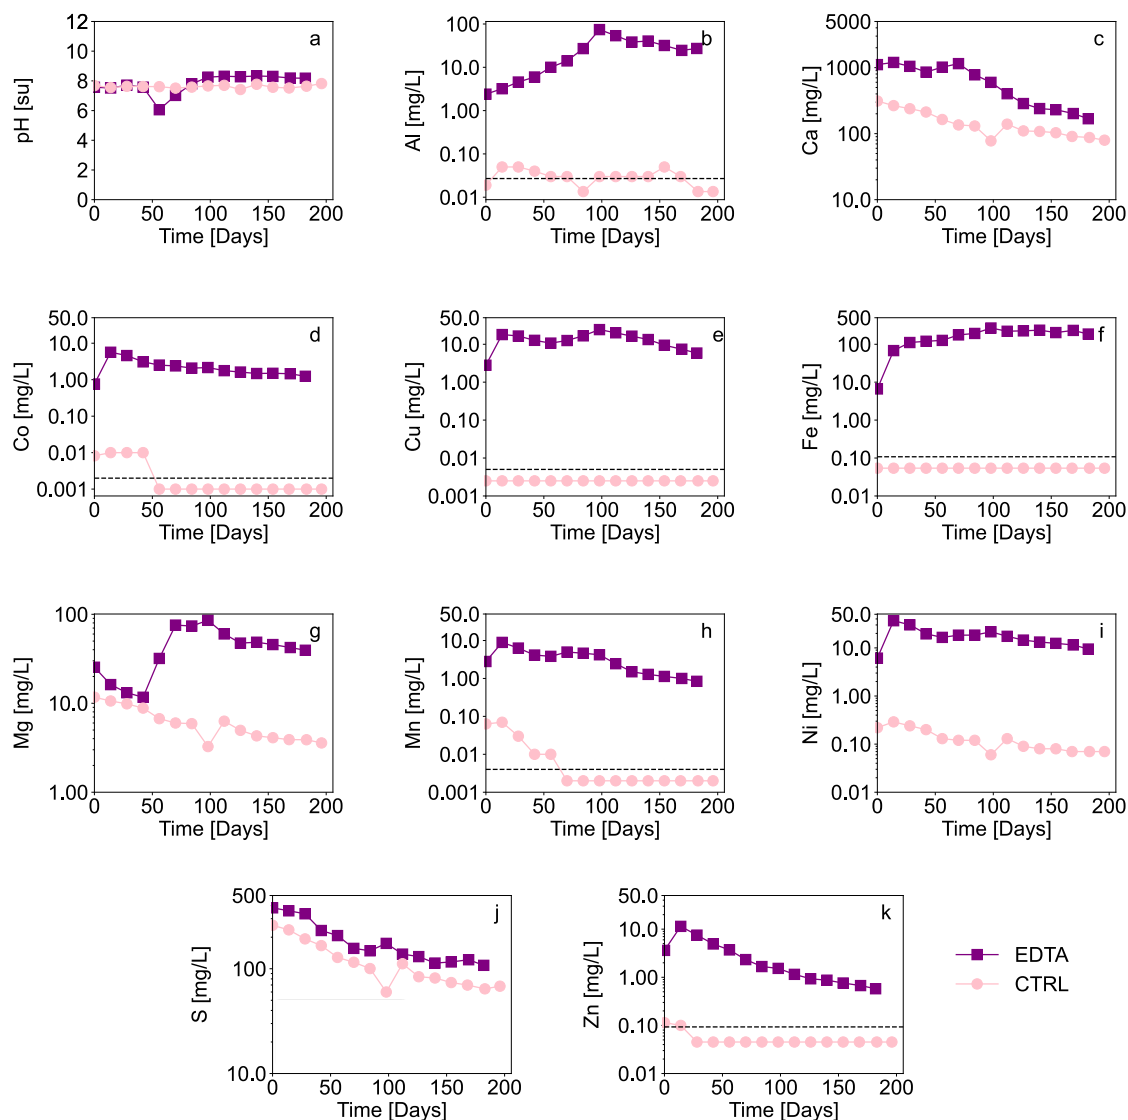 a
pH [su]
12
10
8
6
4
2
0
0 50 100 150 200
Time [Days]
b
Al [mg/L]
100
10.0
1.00
0.10
0.01
0 50 100 150 200
Time [Days]
c
Ca [mg/L]
5000
1000
100
10.0
0 50 100 150 200
Time [Days]
d
Co [mg/L]
50.0
10.0
1.00
0.10
0.01
0.001
0 50 100 150 200
Time [Days]
e
Cu [mg/L]
50.0
10.0
1.00
0.10
0.01
0.001
0 50 100 150 200
Time [Days]
f
Fe [mg/L]
500
100
10.0
1.00
0.10
0.01
0 50 100 150 200
Time [Days]
g
Mg [mg/L]
100
10.0
1.00
0 50 100 150 200
Time [Days]
h
Mn [mg/L]
50.0
10.0
1.00
0.10
0.01
0.001
0 50 100 150 200
Time [Days]
i
Ni [mg/L]
50.0
10.0
1.00
0.10
0.01
0 50 100 150 200
Time [Days]
j
S [mg/L]
500
100
10.0
0 50 100 150 200
Time [Days]
k
Zn [mg/L]
50.0
10.0
1.00
0.10
0.01
0 50 100 150 200
Time [Days]
EDTA
CTRL